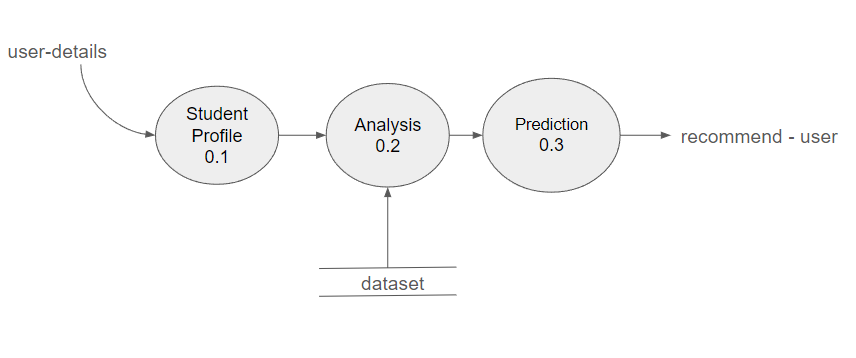 user-details
Student
Profile
0.1
Analysis
0.2
Prediction
0.3
recommend - user
dataset